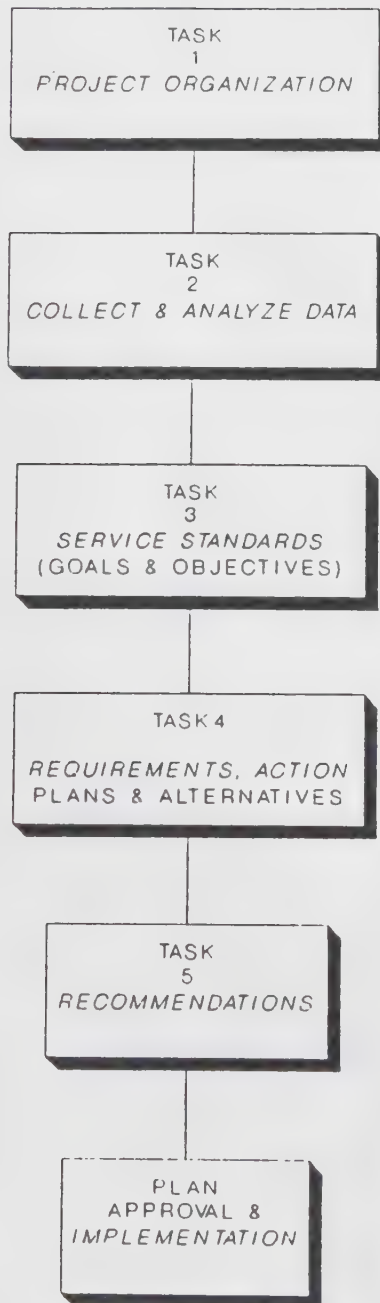 TASK
1
PROJECT ORGANIZATION
TASK
2
COLLECT & ANALYZE DATA
TASK
3
SERVICE STANDARDS
(GOALS & OBJECTIVES)
TASK 4
REQUIREMENTS, ACTION
PLANS & ALTERNATIVES
TASK
5
RECOMMENDATIONS
PLAN
APPROVAL &
IMPLEMENTATION